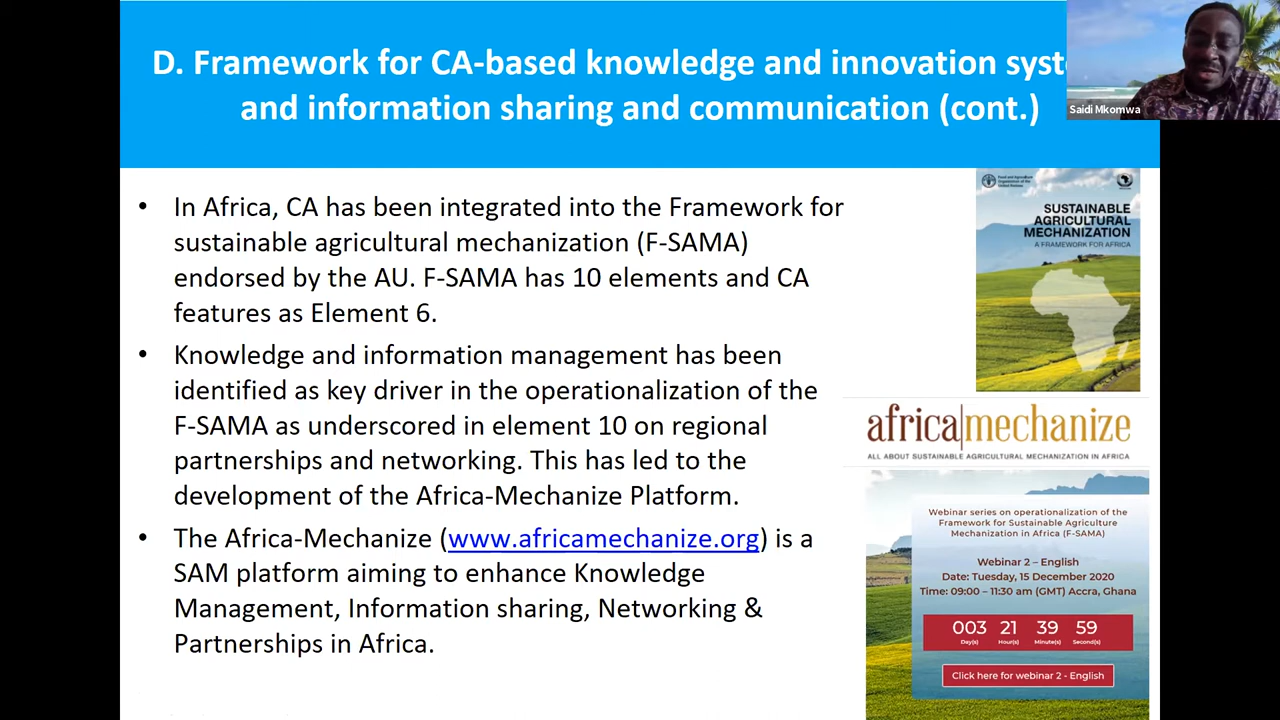 D. Framework for CA-based knowledge and innovation syst
and information sharing and communication (cont.)
Saidi Mkomwa
• In Africa, CA has been integrated into the Framework for
sustainable agricultural mechanization (F-SAMA)
endorsed by the AU. F-SAMA has 10 elements and CA
features as Element 6.
• Knowledge and information management has been
identified as key driver in the operationalization of the
F-SAMA as underscored in element 10 on regional
partnerships and networking. This has led to the
development of the Africa-Mechanize Platform.
• The Africa-Mechanize (www.africamechanize.org) is a
SAM platform aiming to enhance Knowledge
Management, Information sharing, Networking &
Partnerships in Africa.
Food and Agriculture
Organization of the
United Nations
SUSTAINABLE
AGRICULTURAL
MECHANIZATION
A FRAMEWORK FOR AFRICA
africa|mechanize
ALL ABOUT SUSTAINABLE AGRICULTURAL MECHANIZATION IN AFRICA
Webinar series on operationalization of the
Framework for Sustainable Agriculture
Mechanization in Africa (F-SAMA)
Webinar 2 – English
Date: Tuesday, 15 December 2020
Time: 09:00 – 11:30 am (GMT) Accra, Ghana
003 21 39 59
Day(s) Hour(s) Minute(s) Second(s)
Click here for webinar 2 - English